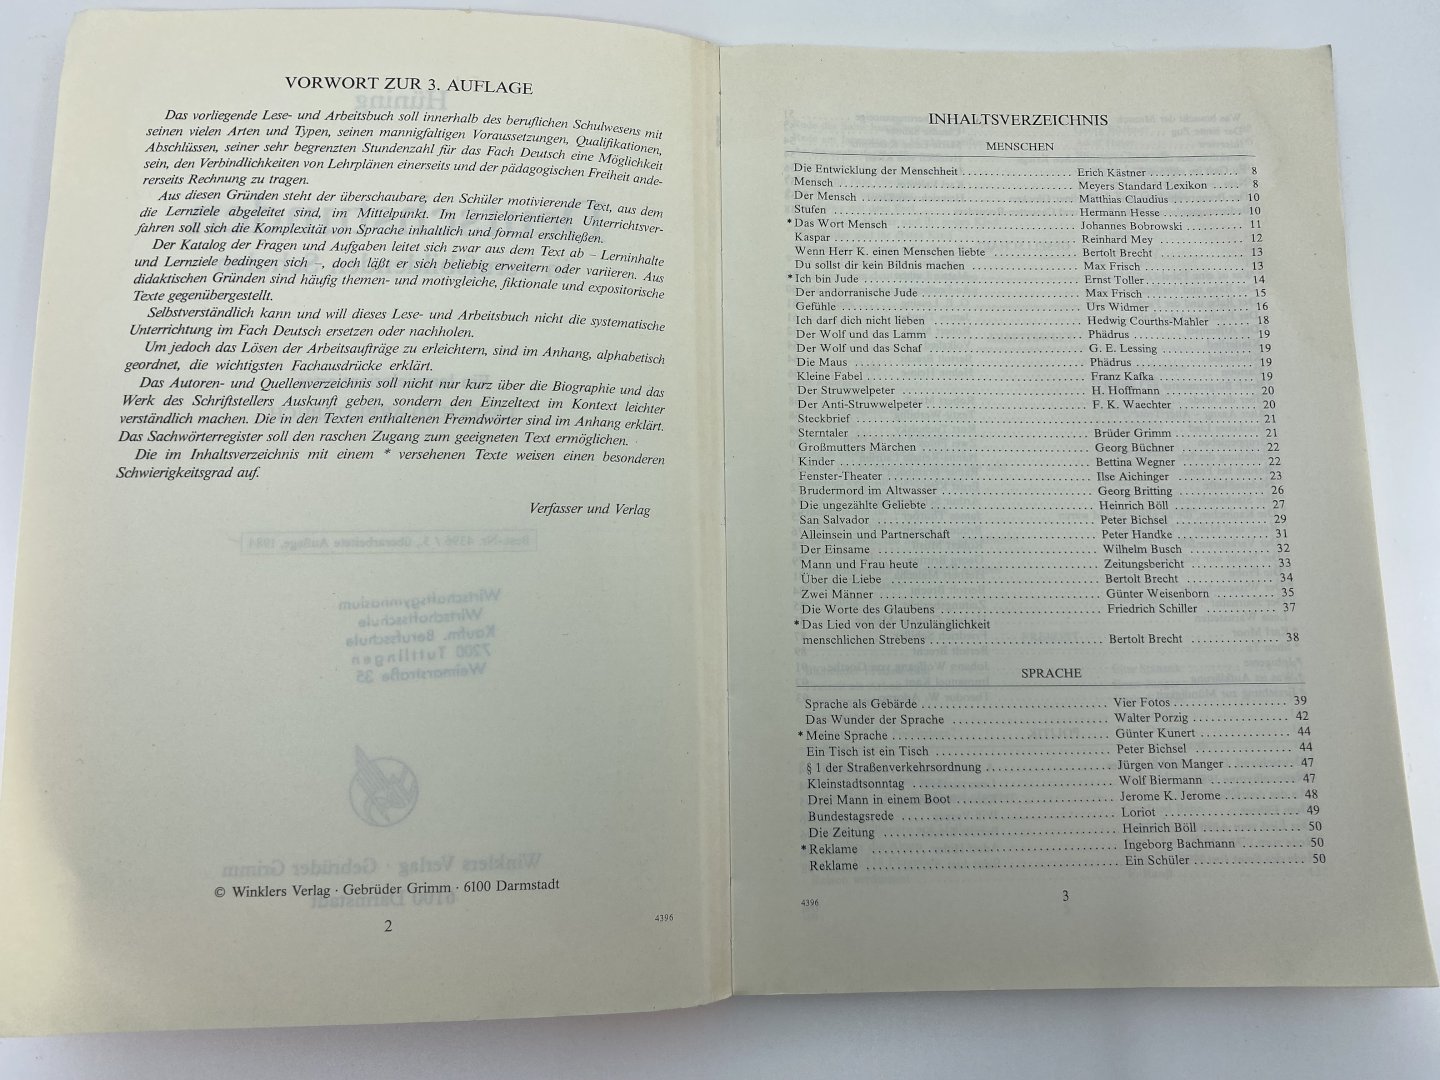 VORWORT ZUR 3. AUFLAGE
Das vorliegende Lese- und Arbeitsbuch soll innerhalb des beruflichen Schulwesens mit
seinen vielen Arten und Typen, seinen mannigfaltigen Voraussetzungen, Qualifikationen,
Abschlüssen, seiner sehr begrenzten Stundenzahl für das Fach Deutsch eine Möglichkeit
sein, den Verbindlichkeiten von Lehrplänen einerseits und der pädagogischen Freiheit ande-
rerseits Rechnung zu tragen.
Aus diesen Gründen steht der überschaubare, den Schüler motivierende Text, aus dem
die Lernziele abgeleitet sind, im Mittelpunkt. Im lernzielorientierten Unterrichtsver-
fahren soll sich die Komplexität von Sprache inhaltlich und formal erschließen.
Der Katalog der Fragen und Aufgaben leitet sich zwar aus dem Text ab – Lerninhalte
und Lernziele bedingen sich –, doch läßt er sich beliebig erweitern oder variieren. Aus
didaktischen Gründen sind häufig themen- und motivgleiche, fiktionale und expositorische
Texte gegenübergestellt.
Selbstverständlich kann und will dieses Lese- und Arbeitsbuch nicht die systematische
Unterrichtung im Fach Deutsch ersetzen oder nachholen.
Um jedoch das Lösen der Arbeitsaufträge zu erleichtern, sind im Anhang, alphabetisch
geordnet, die wichtigsten Fachausdrücke erklärt.
Das Autoren- und Quellenverzeichnis soll nicht nur kurz über die Biographie und das
Werk des Schriftstellers Auskunft geben, sondern den Einzeltext im Kontext leichter
verständlich machen. Die in den Texten enthaltenen Fremdwörter sind im Anhang erklärt.
Das Sachwörterregister soll den raschen Zugang zum geeigneten Text ermöglichen.
Die im Inhaltsverzeichnis mit einem * versehenen Texte weisen einen besonderen
Schwierigkeitsgrad auf.
Verfasser und Verlag
© Winklers Verlag · Gebrüder Grimm · 6100 Darmstadt
2
4396
INHALTSVERZEICHNIS
MENSCHEN
Die Entwicklung der Menschheit ................ Erich Kästner ................ 8
Mensch ................ Meyers Standard Lexikon ..... 8
Der Mensch ................ Matthias Claudius ................ 10
Stufen ................ Hermann Hesse ................ 10
* Das Wort Mensch ................ Johannes Bobrowski ................ 11
Kaspar ................ Reinhard Mey ................ 12
Wenn Herr K. einen Menschen liebte ................ Bertolt Brecht ................ 13
Du sollst dir kein Bildnis machen ................ Max Frisch ................ 13
* Ich bin Jude ................ Ernst Toller ................ 14
Der andorranische Jude ................ Max Frisch ................ 15
Gefühle ................ Urs Widmer ................ 16
Ich darf dich nicht lieben ................ Hedwig Courths-Mahler ...... 18
Der Wolf und das Lamm ................ Phädrus ................ 19
Der Wolf und das Schaf ................ G. E. Lessing ................ 19
Die Maus ................ Phädrus ................ 19
Kleine Fabel ................ Franz Kafka ................ 19
Der Struwwelpeter ................ H. Hoffmann ................ 20
Der Anti-Struwwelpeter ................ F. K. Waechter ................ 20
Steckbrief ................ 21
Sterntaler ................ Brüder Grimm ................ 21
Großmutters Märchen ................ Georg Büchner ................ 22
Kinder ................ Bettina Wegner ................ 22
Fenster-Theater ................ Ilse Aichinger ................ 23
Brudermord im Altwasser ................ Georg Britting ................ 26
Die ungezählte Geliebte ................ Heinrich Böll ................ 27
San Salvador ................ Peter Bichsel ................ 29
Alleinsein und Partnerschaft ................ Peter Handke ................ 31
Der Einsame ................ Wilhelm Busch ................ 32
Mann und Frau heute ................ Zeitungsbericht ................ 33
Über die Liebe ................ Bertolt Brecht ................ 34
Zwei Männer ................ Günter Weisenborn ................ 35
Die Worte des Glaubens ................ Friedrich Schiller ................ 37
* Das Lied von der Unzulänglichkeit
menschlichen Strebens ................ Bertolt Brecht ................ 38
SPRACHE
Sprache als Gebärde ................ Vier Fotos ................ 39
Das Wunder der Sprache ................ Walter Porzig ................ 42
* Meine Sprache ................ Günter Kunert ................ 44
Ein Tisch ist ein Tisch ................ Peter Bichsel ................ 44
§ 1 der Straßenverkehrsordnung ................ Jürgen von Manger ................ 47
Kleinstadtsonntag ................ Wolf Biermann ................ 47
Drei Mann in einem Boot ................ Jerome K. Jerome ................ 48
Bundestagsrede ................ Loriot ................ 49
Die Zeitung ................ Heinrich Böll ................ 50
* Reklame ................ Ingeborg Bachmann ................ 50
Reklame ................ Ein Schüler ................ 50
4396
3